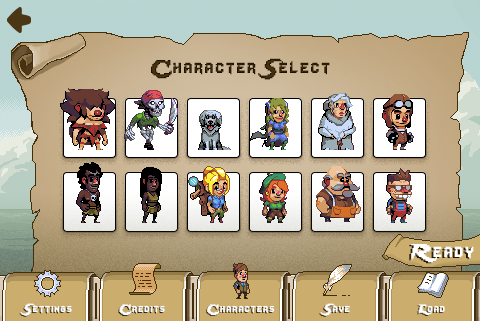 Character Select
Ready
Settings
Credits
Characters
Save
Load